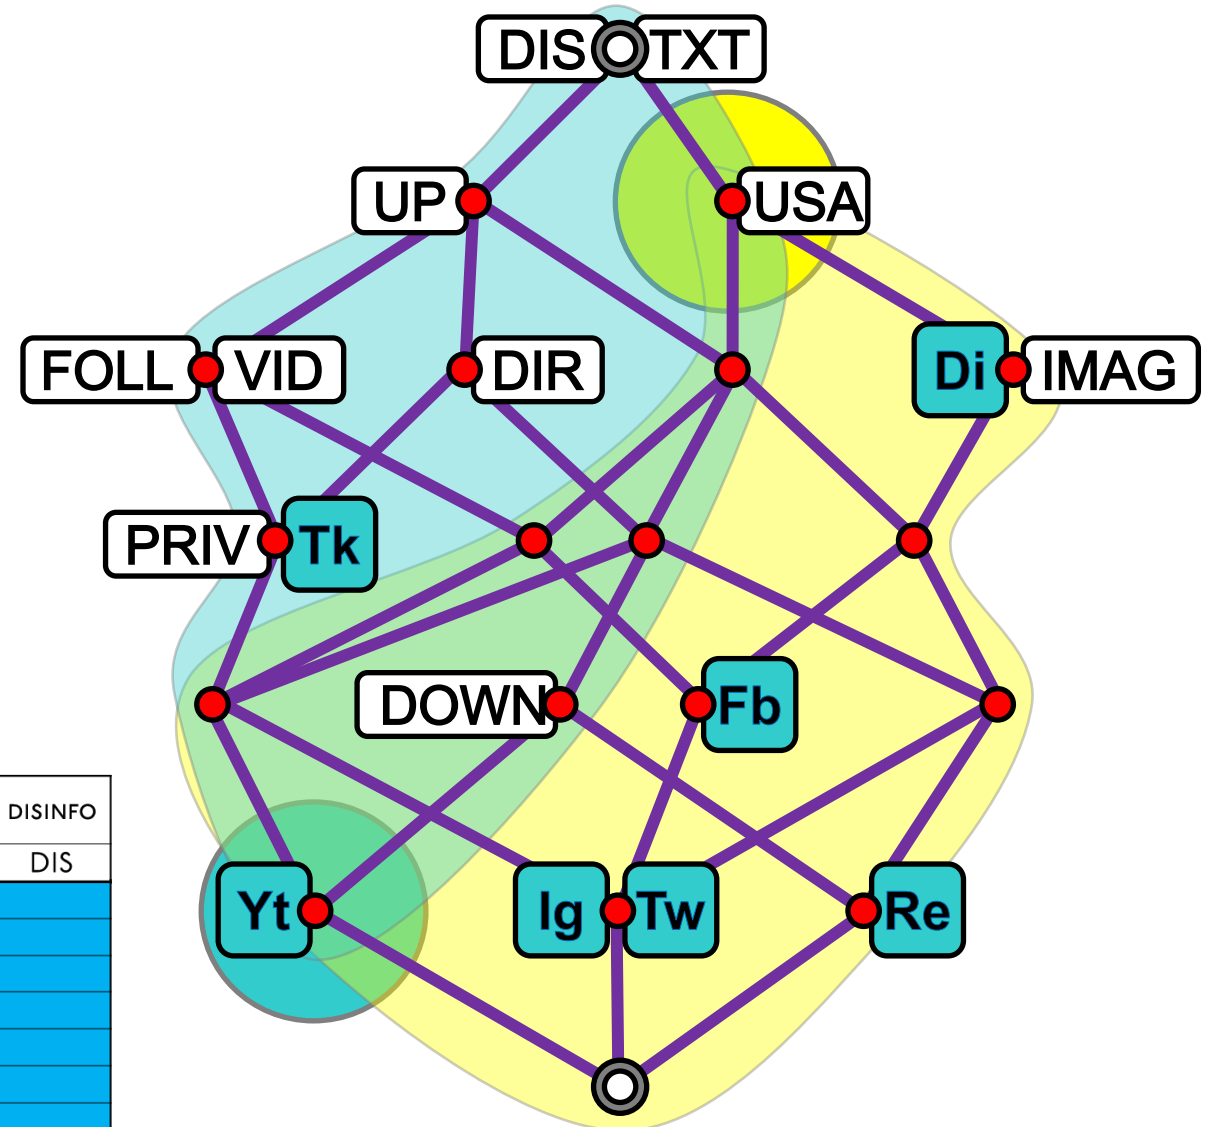 DIS TXT
UP USA
FOLL VID DIR Di IMAG
PRIV Tk
DOWN Fb
DISINFO
DIS
Yt Ig Tw Re